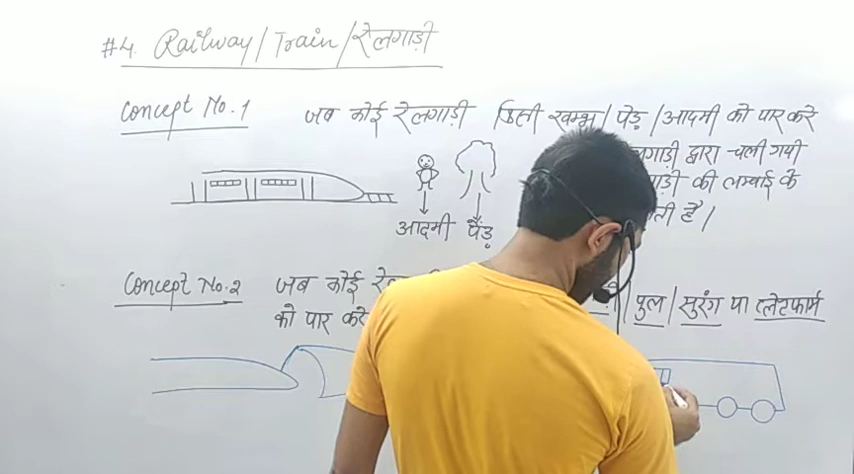 #4. Railway/Train/रेलगाड़ी
Concept No.1 जब कोई रेलगाड़ी किसी खम्भे/पेड़/आदमी को पार करे
द्वारा चली गयी
की लम्बाई के
है।
आदमी पेंड़
Concept No.2 जब कोई पुल/सुरंग या प्लेटफार्म
को पार करे